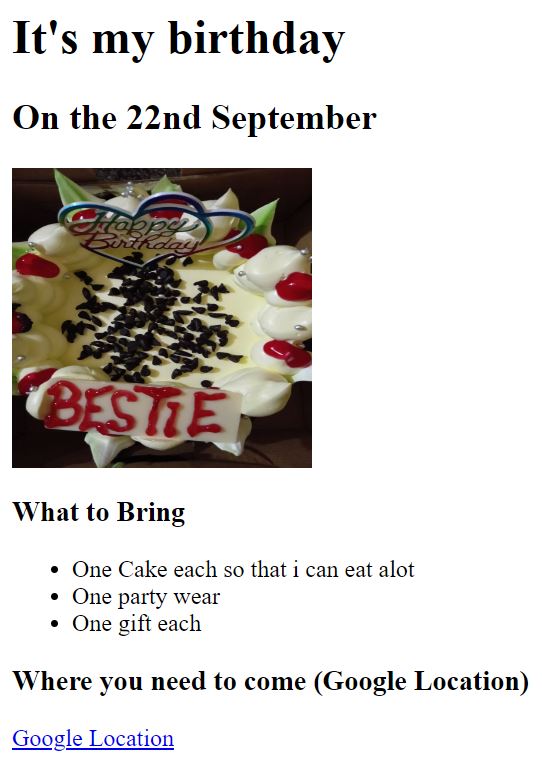 It's my birthday
On the 22nd September
Happy
Birthday
BESTIE
What to Bring
One Cake each so that i can eat alot
One party wear
One gift each
Where you need to come (Google Location)
Google Location